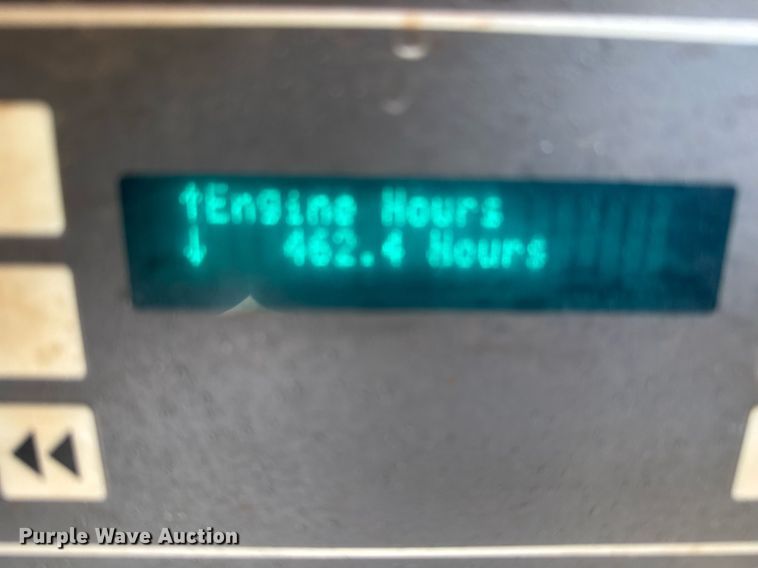 ↑Engine Hours
↓ 462.4 Hours
Purple Wave Auction